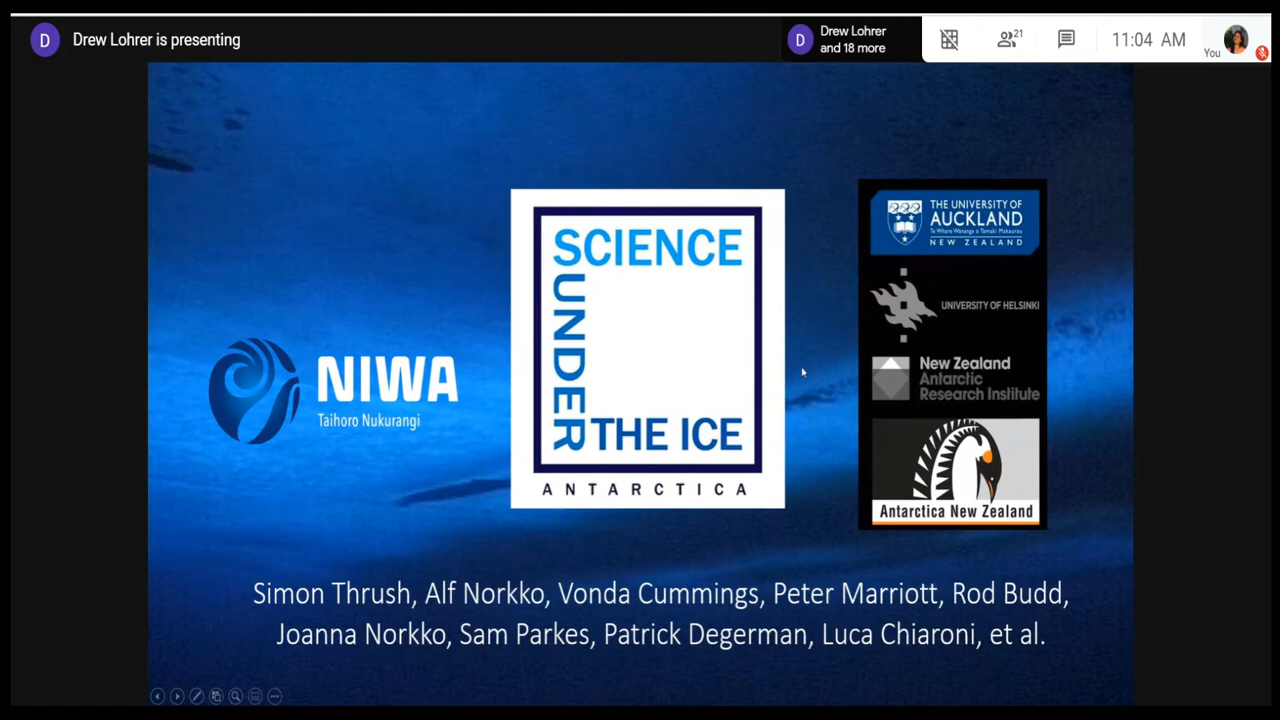 D
Drew Lohrer is presenting
D
Drew Lohrer
and 18 more
21
11:04 AM
You
SCIENCE
UNDER
THE ICE
ANTARCTICA
NIWA
Taihoro Nukurangi
THE UNIVERSITY OF
AUCKLAND
Te Whare Wānanga o Tāmaki Makaurau
NEW ZEALAND
UNIVERSITY OF HELSINKI
New Zealand
Antarctic
Research Institute
Antarctica New Zealand
Simon Thrush, Alf Norkko, Vonda Cummings, Peter Marriott, Rod Budd,
Joanna Norkko, Sam Parkes, Patrick Degerman, Luca Chiaroni, et al.